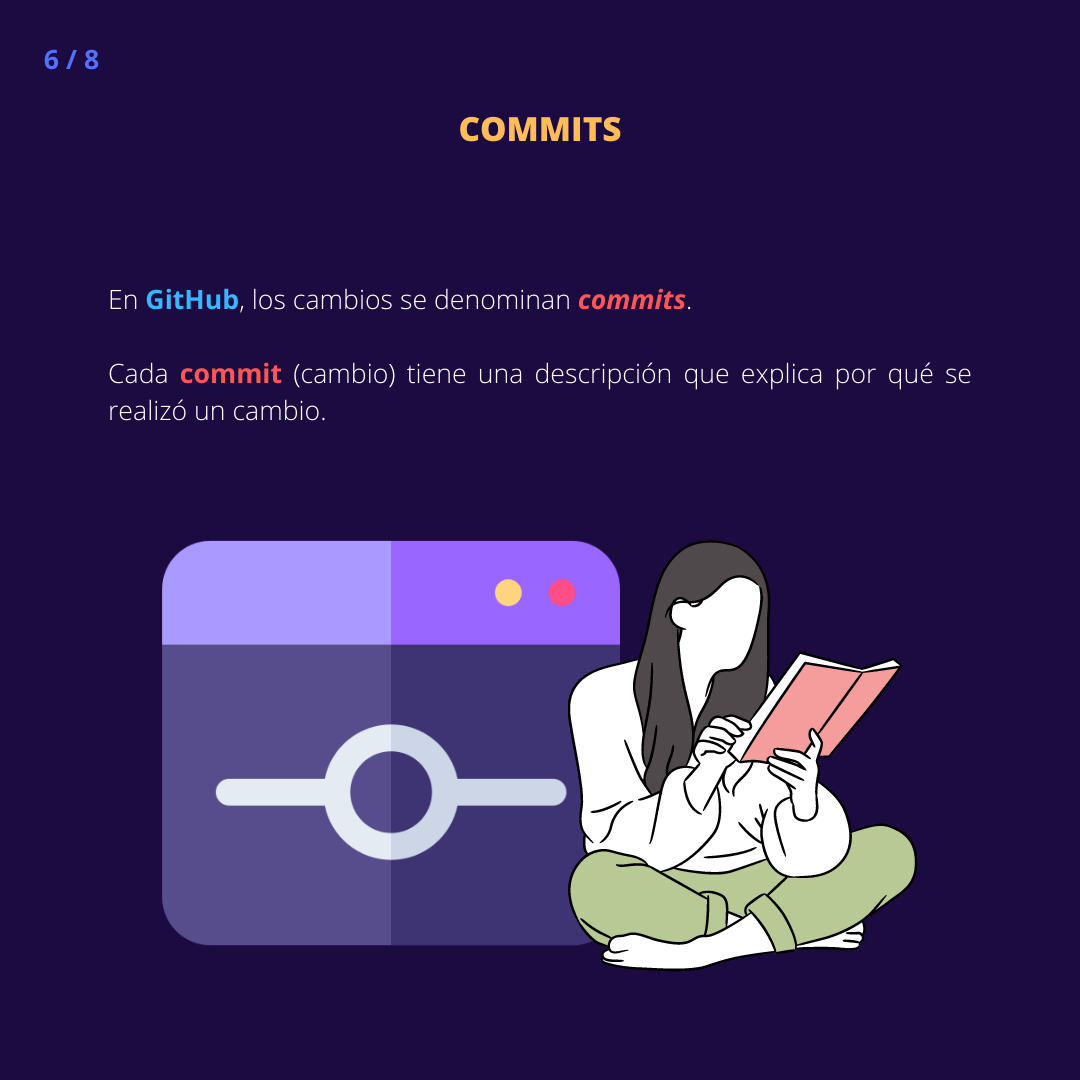 6 / 8
COMMITS
En GitHub, los cambios se denominan commits.
Cada commit (cambio) tiene una descripción que explica por qué se
realizó un cambio.